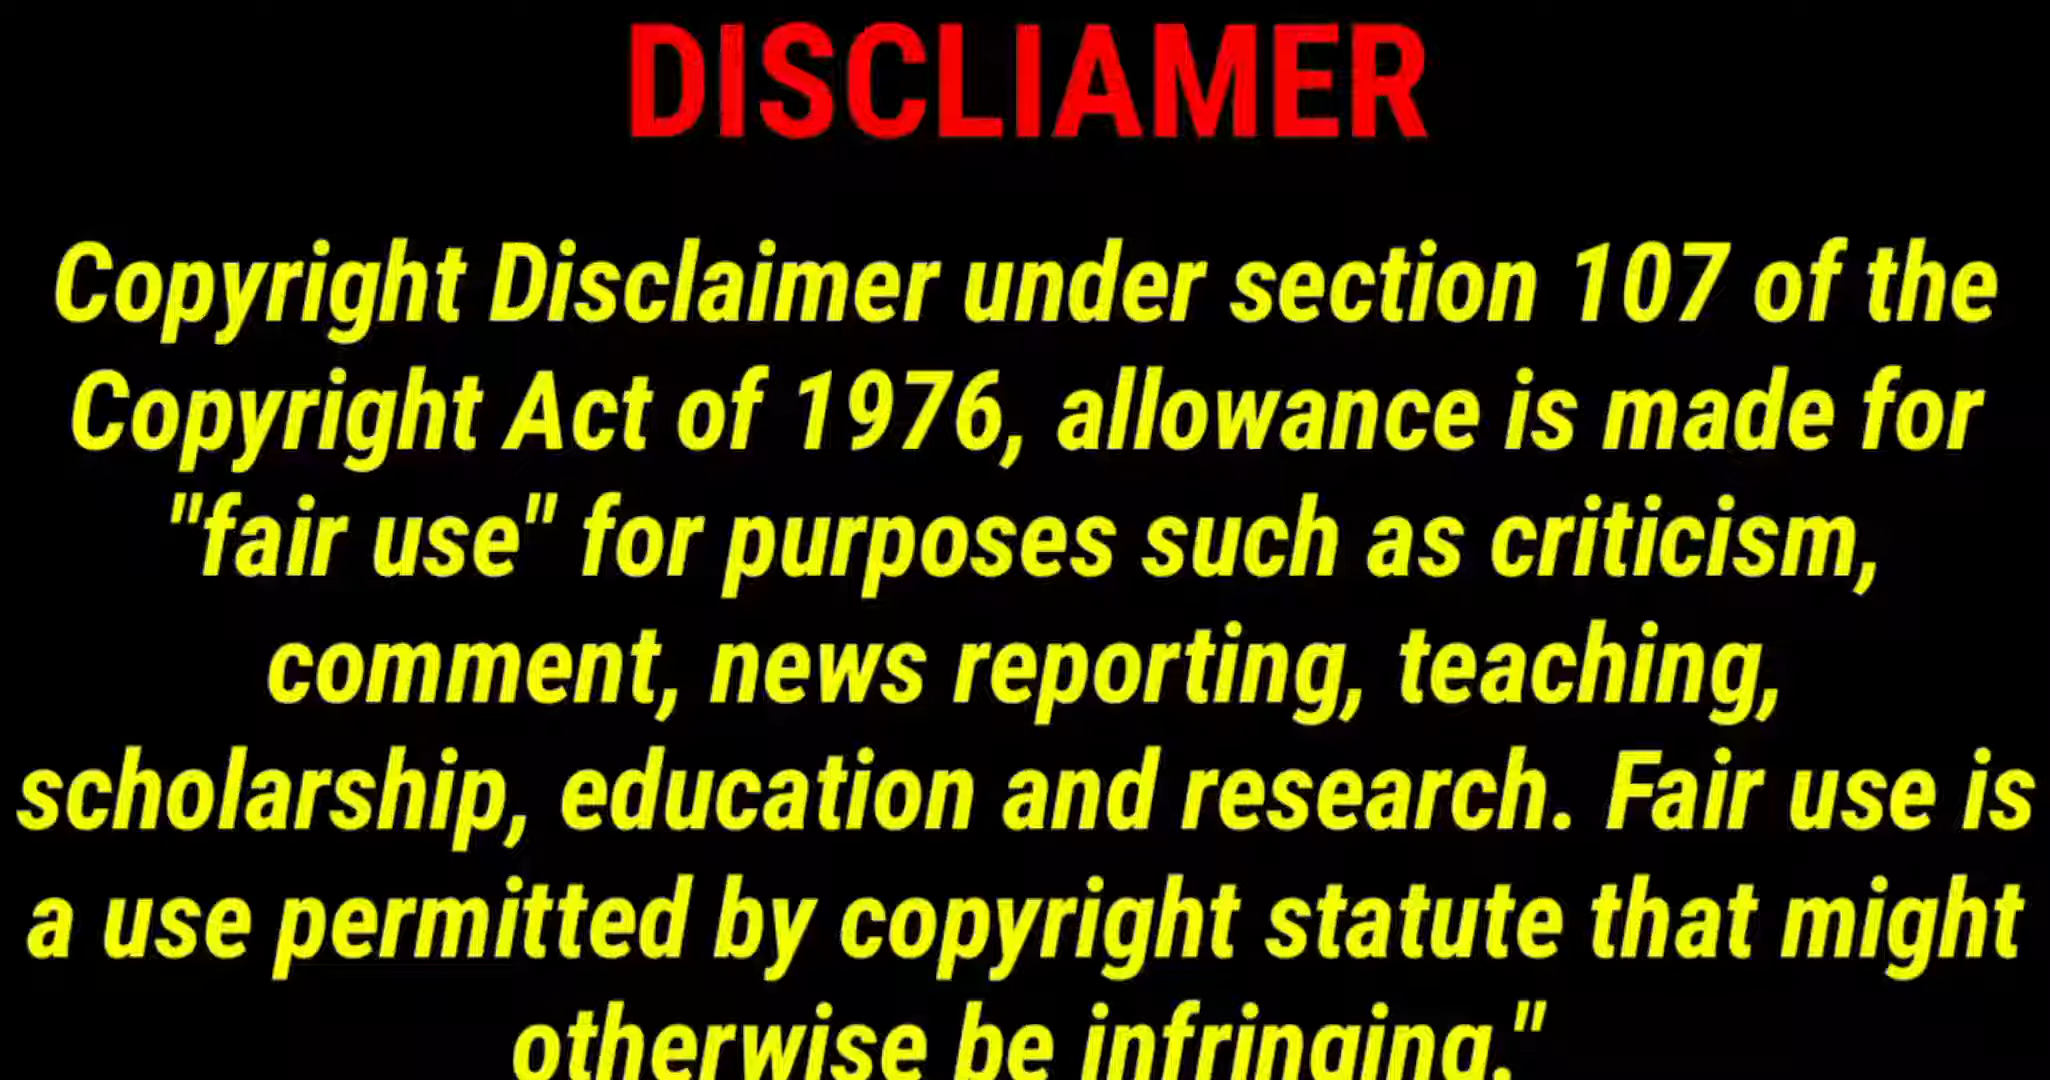 DISCLIAMER
Copyright Disclaimer under section 107 of the
Copyright Act of 1976, allowance is made for
"fair use" for purposes such as criticism,
comment, news reporting, teaching,
scholarship, education and research. Fair use is
a use permitted by copyright statute that might
otherwise be infringing."